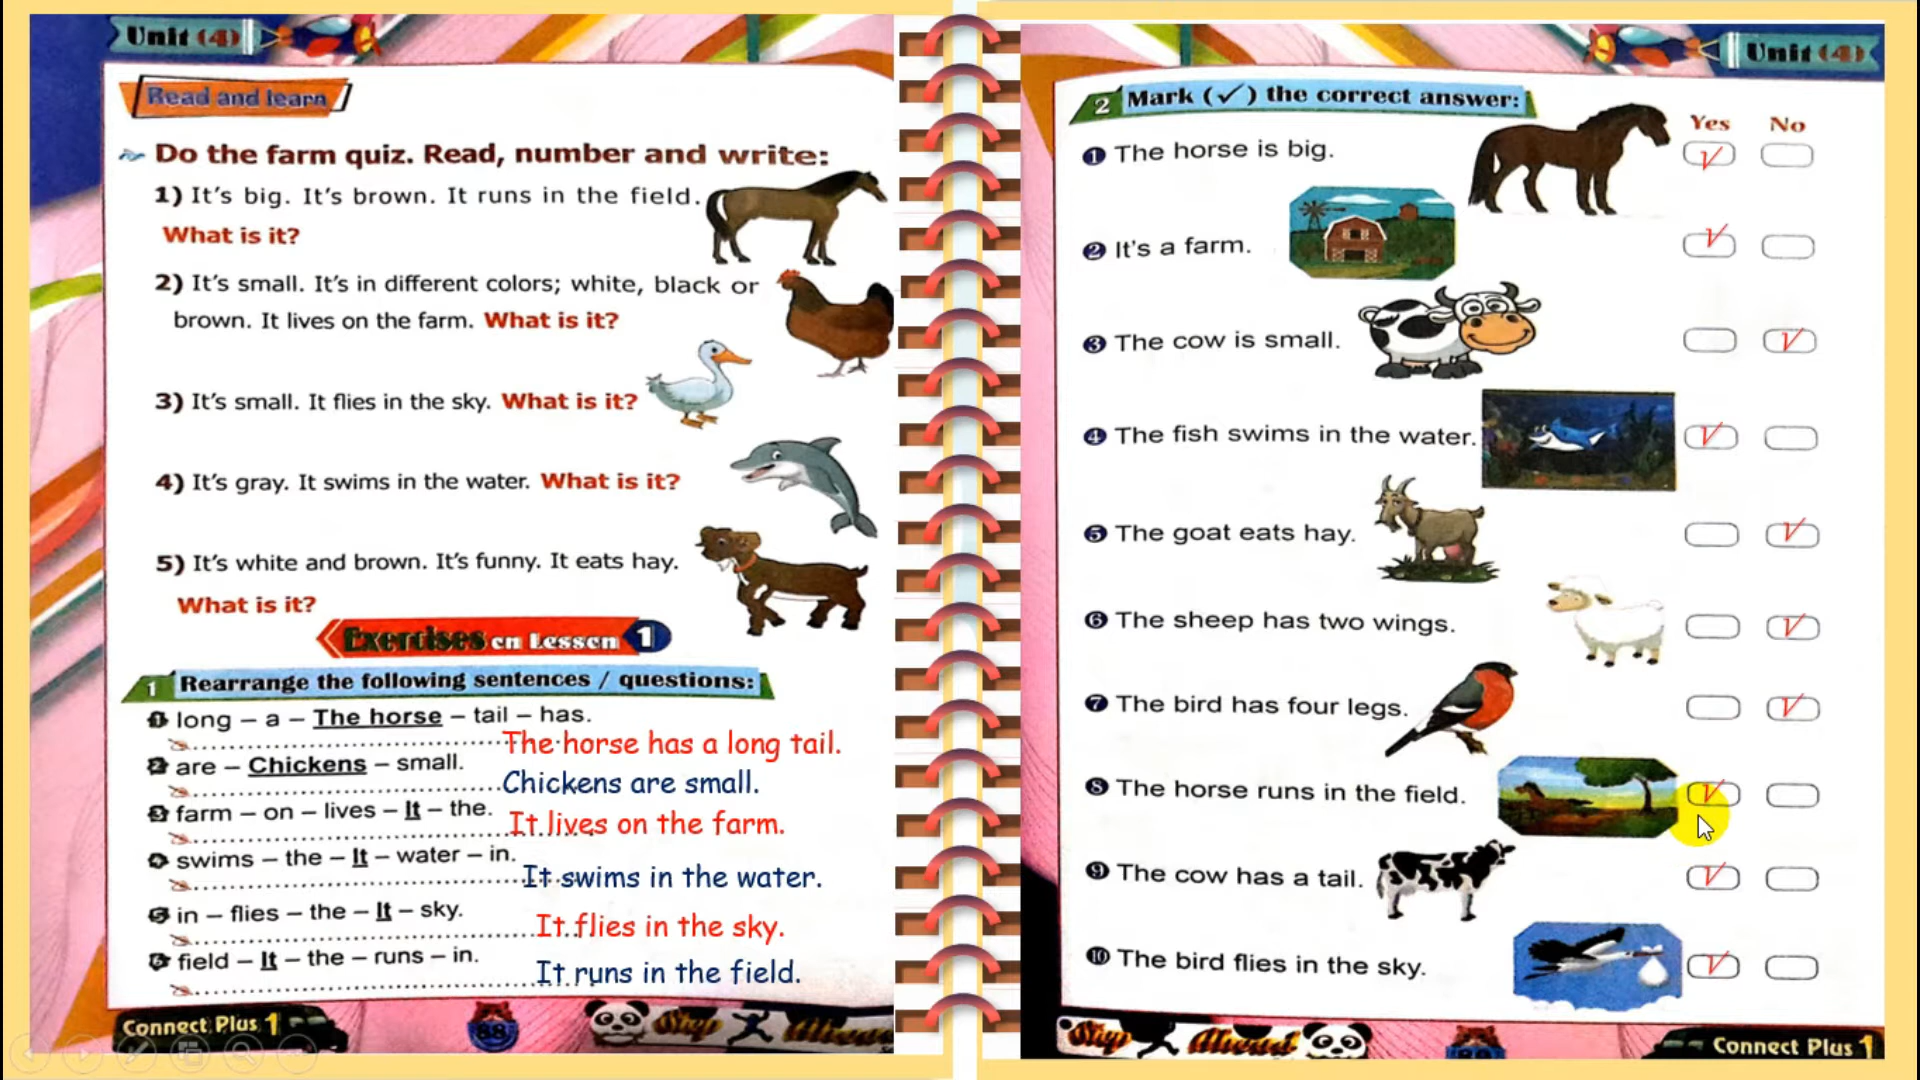 Unit (4)
Read and learn
Do the farm quiz. Read, number and write:
1) It's big. It's brown. It runs in the field.
What is it?
2) It's small. It's in different colors; white, black or
brown. It lives on the farm. What is it?
3) It's small. It flies in the sky. What is it?
4) It's gray. It swims in the water. What is it?
5) It's white and brown. It's funny. It eats hay.
What is it?
Exercises on Lesson 1
1 Rearrange the following sentences / questions:
1 long – a – The horse – tail – has.
The horse has a long tail.
2 are – Chickens – small.
Chickens are small.
3 farm – on – lives – It – the.
It lives on the farm.
4 swims – the – It – water – in.
It swims in the water.
5 in – flies – the – It – sky.
It flies in the sky.
6 field – It – the – runs – in.
It runs in the field.
Connect Plus 1
88
Step Ahead
Unit (4)
2 Mark (✓) the correct answer:
Yes No
1 The horse is big. ✓
2 It's a farm. ✓
3 The cow is small. ✓
4 The fish swims in the water. ✓
5 The goat eats hay. ✓
6 The sheep has two wings. ✓
7 The bird has four legs. ✓
8 The horse runs in the field. ✓
9 The cow has a tail. ✓
10 The bird flies in the sky. ✓
Step Ahead
89
Connect Plus 1